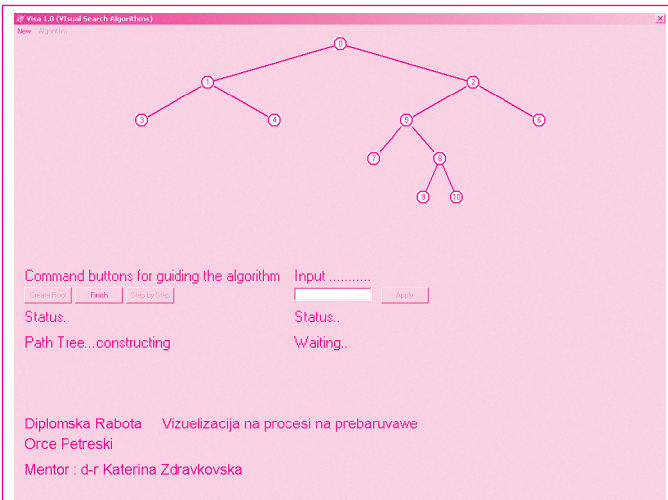 Visa 1.0 (VIsual Search Algorithms)
New Algorithm
0
1 2
3 4 5 6
7 8
9 10
Command buttons for guiding the algorithm Input ...........
Create Root Finish Step by Step Apply
Status.. Status..
Path Tree...constructing Waiting..
Diplomska Rabota Vizuelizacija na procesi na prebaruvawe
Orce Petreski
Mentor : d-r Katerina Zdravkovska